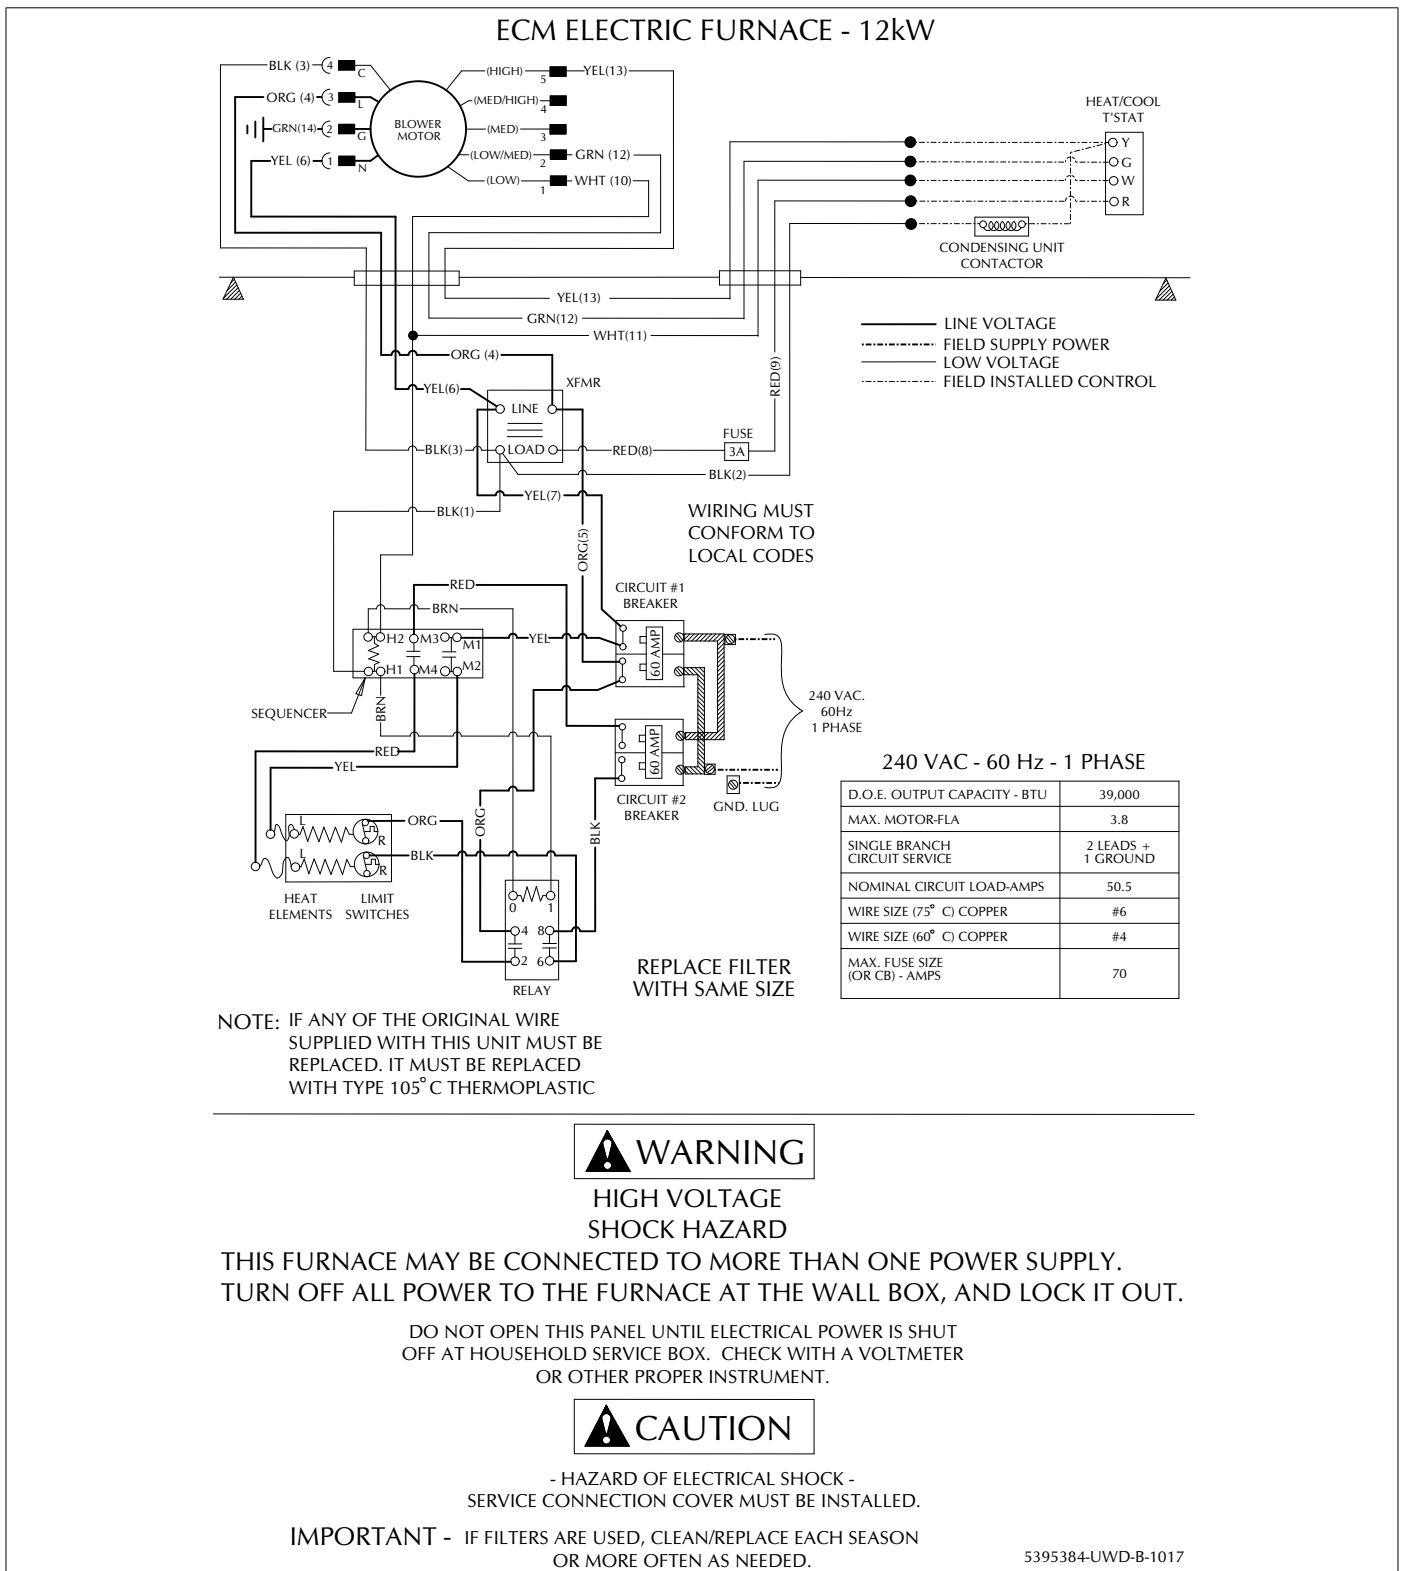 ECM ELECTRIC FURNACE - 12kW
BLK (3)
4
C
ORG (4)
3
L
GRN(14)
2
G
YEL (6)
1
N
BLOWER
MOTOR
(HIGH)
5
YEL(13)
(MED/HIGH)
4
(MED)
3
(LOW/MED)
2
GRN (12)
(LOW)
1
WHT (10)
HEAT/COOL
T'STAT
Y
G
W
R
CONDENSING UNIT
CONTACTOR
YEL(13)
GRN(12)
WHT(11)
LINE VOLTAGE
FIELD SUPPLY POWER
LOW VOLTAGE
FIELD INSTALLED CONTROL
ORG (4)
YEL(6)
XFMR
LINE
RED(9)
BLK(3)
LOAD
RED(8)
FUSE
3A
BLK(2)
YEL(7)
BLK(1)
ORG(5)
WIRING MUST
CONFORM TO
LOCAL CODES
RED
BRN
CIRCUIT #1
BREAKER
H2
M3
M1
YEL
60 AMP
H1
M4
M2
SEQUENCER
BRN
240 VAC.
60Hz
1 PHASE
RED
YEL
60 AMP
CIRCUIT #2
BREAKER
GND. LUG
L
R
ORG
ORG
BLK
L
R
BLK
HEAT
ELEMENTS
LIMIT
SWITCHES
0
1
4
8
2
6
RELAY
240 VAC - 60 Hz - 1 PHASE
D.O.E. OUTPUT CAPACITY - BTU 39,000
MAX. MOTOR-FLA 3.8
SINGLE BRANCH
CIRCUIT SERVICE
2 LEADS +
1 GROUND
NOMINAL CIRCUIT LOAD-AMPS 50.5
WIRE SIZE (75° C) COPPER #6
WIRE SIZE (60° C) COPPER #4
MAX. FUSE SIZE
(OR CB) - AMPS
70
REPLACE FILTER
WITH SAME SIZE
NOTE: IF ANY OF THE ORIGINAL WIRE
SUPPLIED WITH THIS UNIT MUST BE
REPLACED. IT MUST BE REPLACED
WITH TYPE 105° C THERMOPLASTIC
WARNING
HIGH VOLTAGE
SHOCK HAZARD
THIS FURNACE MAY BE CONNECTED TO MORE THAN ONE POWER SUPPLY.
TURN OFF ALL POWER TO THE FURNACE AT THE WALL BOX, AND LOCK IT OUT.
DO NOT OPEN THIS PANEL UNTIL ELECTRICAL POWER IS SHUT
OFF AT HOUSEHOLD SERVICE BOX. CHECK WITH A VOLTMETER
OR OTHER PROPER INSTRUMENT.
CAUTION
- HAZARD OF ELECTRICAL SHOCK -
SERVICE CONNECTION COVER MUST BE INSTALLED.
IMPORTANT - IF FILTERS ARE USED, CLEAN/REPLACE EACH SEASON
OR MORE OFTEN AS NEEDED.
5395384-UWD-B-1017